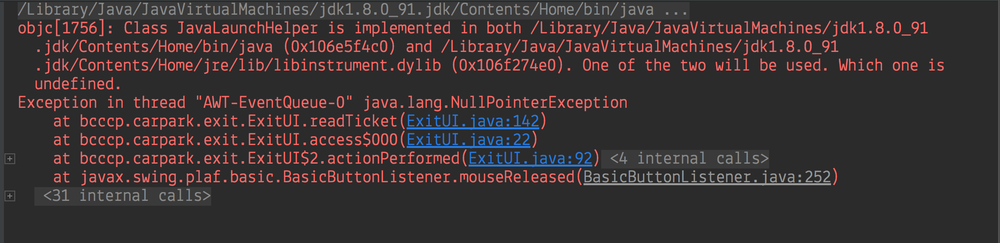 /Library/Java/JavaVirtualMachines/jdk1.8.0_91.jdk/Contents/Home/bin/java ...
objc[1756]: Class JavaLaunchHelper is implemented in both /Library/Java/JavaVirtualMachines/jdk1.8.0_91
.jdk/Contents/Home/bin/java (0x106e5f4c0) and /Library/Java/JavaVirtualMachines/jdk1.8.0_91
.jdk/Contents/Home/jre/lib/libinstrument.dylib (0x106f274e0). One of the two will be used. Which one is
undefined.
Exception in thread "AWT-EventQueue-0" java.lang.NullPointerException
at bcccp.carpark.exit.ExitUI.readTicket(ExitUI.java:142)
at bcccp.carpark.exit.ExitUI.access$000(ExitUI.java:22)
at bcccp.carpark.exit.ExitUI$2.actionPerformed(ExitUI.java:92) <4 internal calls>
at javax.swing.plaf.basic.BasicButtonListener.mouseReleased(BasicButtonListener.java:252)
<31 internal calls>